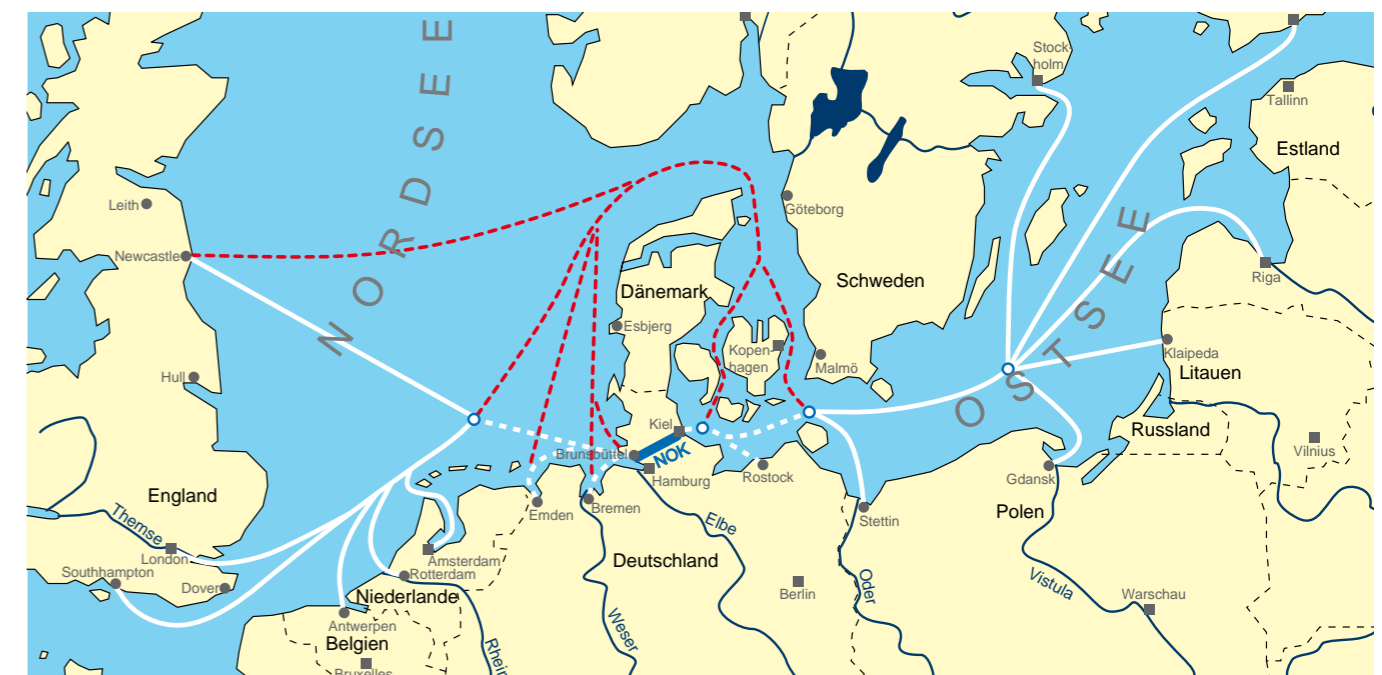 NORDSEE
OSTSEE
Stock-
holm
Tallinn
Estland
Leith
Göteborg
Newcastle
Riga
Schweden
Dänemark
Esbjerg
Kopen-
hagen
Malmö
Klaipeda
Litauen
Hull
Kiel
Russland
Brunsbüttel
NOK
Vilnius
Hamburg
Rostock
Gdansk
England
Emden
Bremen
Stettin
Polen
Themse
Elbe
London
Amsterdam
Deutschland
Southhampton
Rotterdam
Dover
Niederlande
Berlin
Oder
Vistula
Warschau
Antwerpen
Belgien
Weser
Rhein
Bruxelles